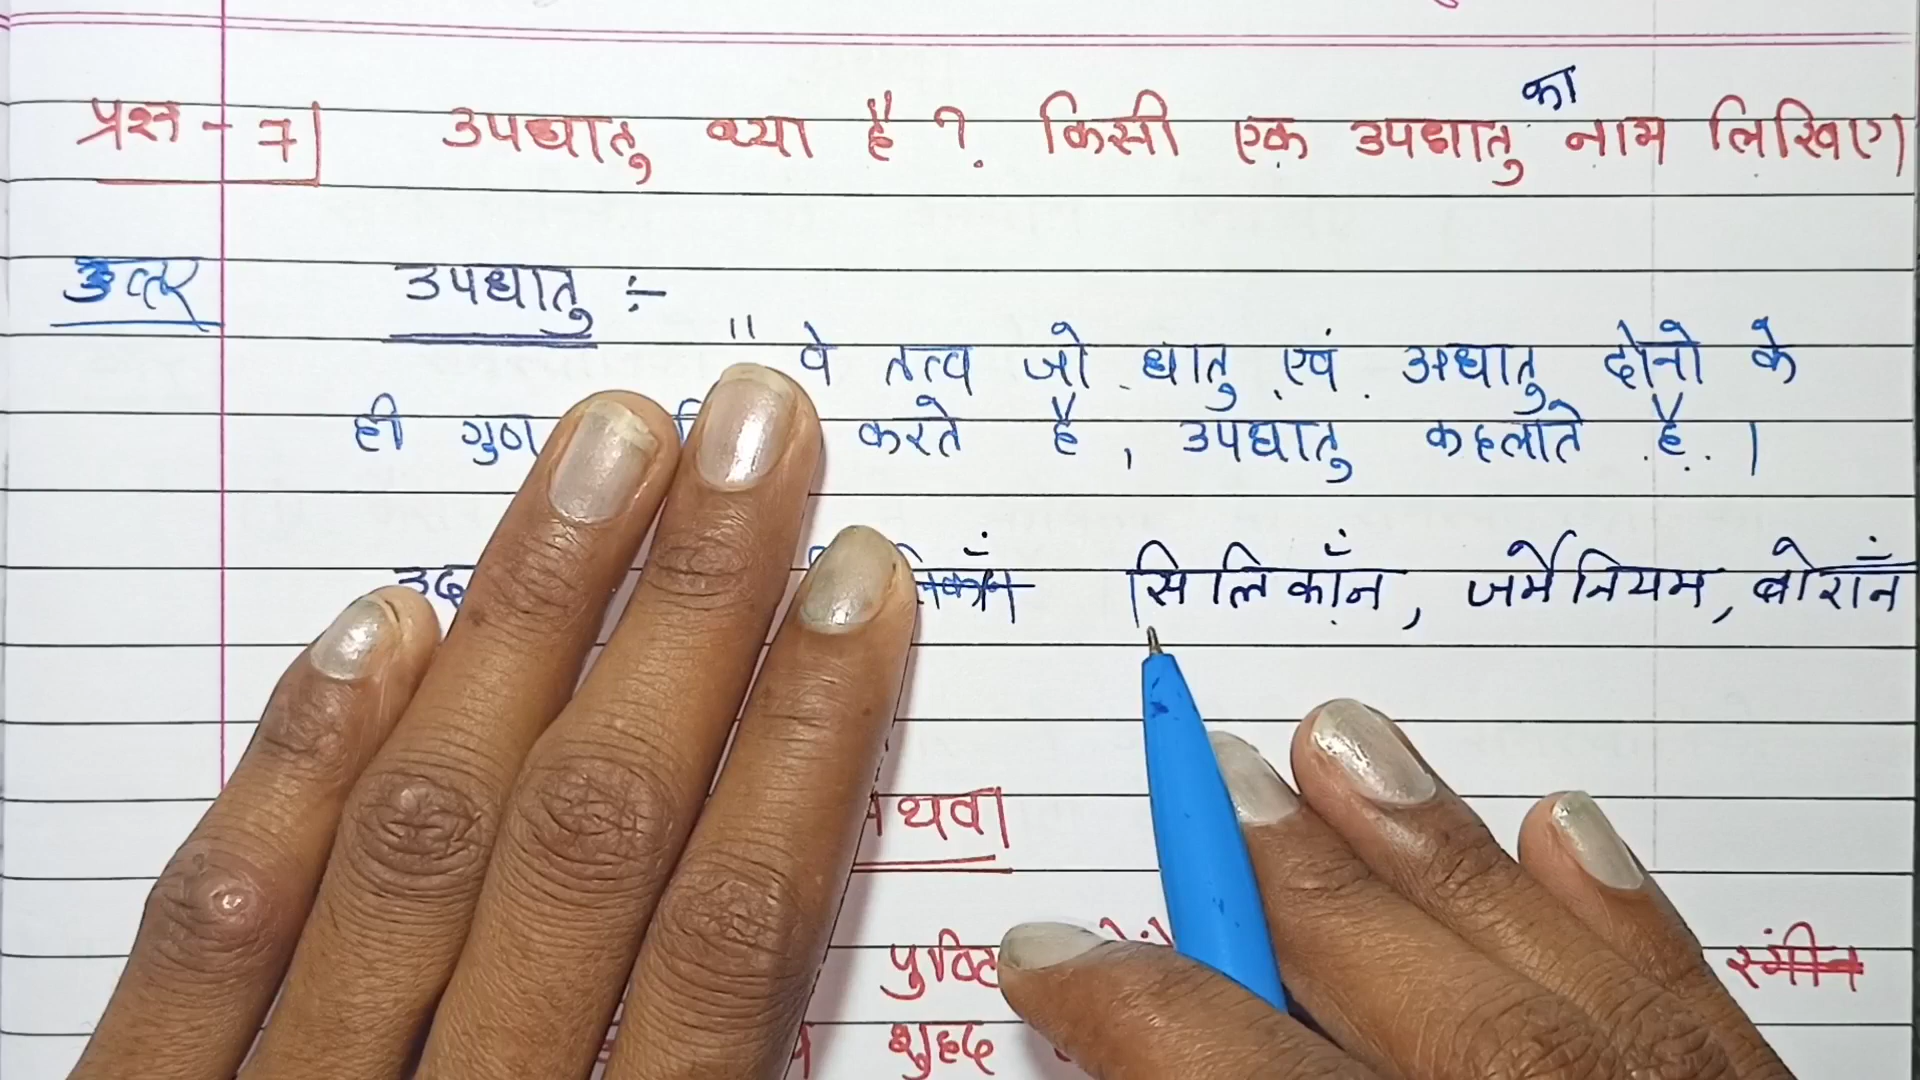 का
प्रश्न - 7 उपधातु क्या है ? किसी एक उपधातु नाम लिखिए।
उत्तर उपधातु :-
" वे तत्व जो धातु एवं अधातु दोनो के
ही गुण करते है , उपधातु कहलाते है ।
सिलिकॉन , जर्मेनियम , बोरॉन
अथवा
शुद्ध